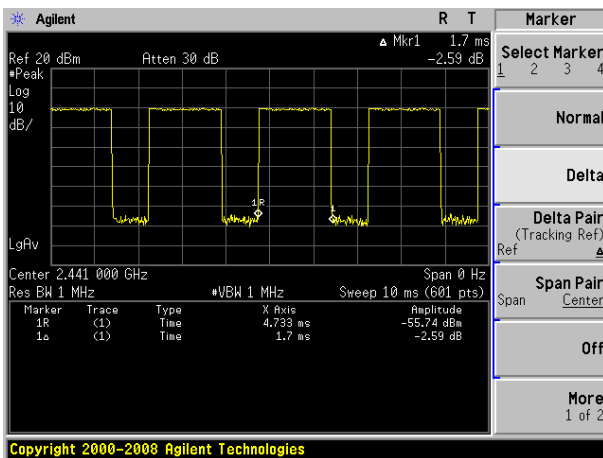 Agilent R T
Marker
Δ Mkr1 1.7 ms
Ref 20 dBm Atten 30 dB -2.59 dB
#Peak
Log
10
dB/
1R
1
LgAv
Center 2.441 000 GHz Span 0 Hz
Res BW 1 MHz #VBW 1 MHz Sweep 10 ms (601 pts)
Marker Trace Type X Axis Amplitude
1R (1) Time 4.733 ms -55.74 dBm
1Δ (1) Time 1.7 ms -2.59 dB
Select Marker
1 2 3 4
Normal
Delta
Delta Pair
(Tracking Ref)
Ref Δ
Span Pair
Span Center
Off
More
1 of 2
Copyright 2000-2008 Agilent Technologies